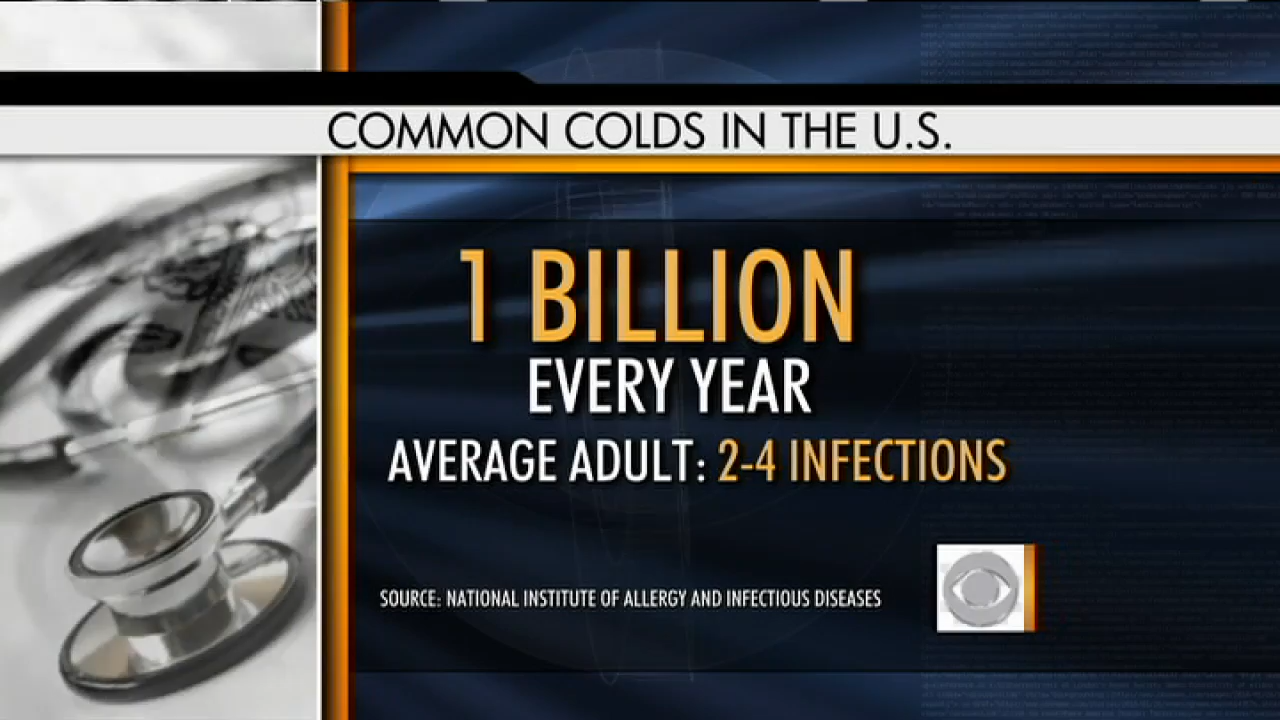 COMMON COLDS IN THE U.S.
1 BILLION
EVERY YEAR
AVERAGE ADULT: 2-4 INFECTIONS
SOURCE: NATIONAL INSTITUTE OF ALLERGY AND INFECTIOUS DISEASES